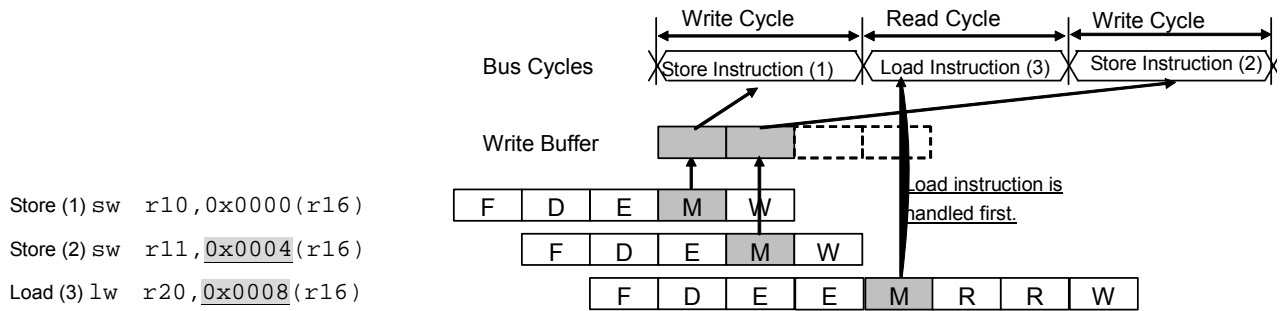 Write Cycle Read Cycle Write Cycle
Bus Cycles Store Instruction (1) Load Instruction (3) Store Instruction (2)
Write Buffer
Load instruction is
handled first.
Store (1) sw r10,0x0000(r16) F D E M W
Store (2) sw r11,0x0004(r16) F D E M W
Load (3) lw r20,0x0008(r16) F D E E M R R W